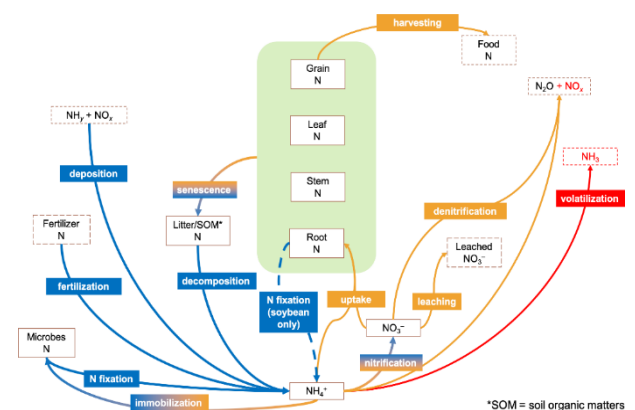 harvesting
Food
N
Grain
N
N₂O + NOₓ
NHᵧ + NOₓ
Leaf
N
NH₃
deposition
senescence
Stem
N
volatilization
denitrification
Fertilizer
N
Litter/SOM*
N
Root
N
Leached
NO₃⁻
fertilization
decomposition
N fixation
(soybean
only)
uptake
leaching
NO₃⁻
Microbes
N
nitrification
N fixation
NH₄⁺
immobilization
*SOM = soil organic matters